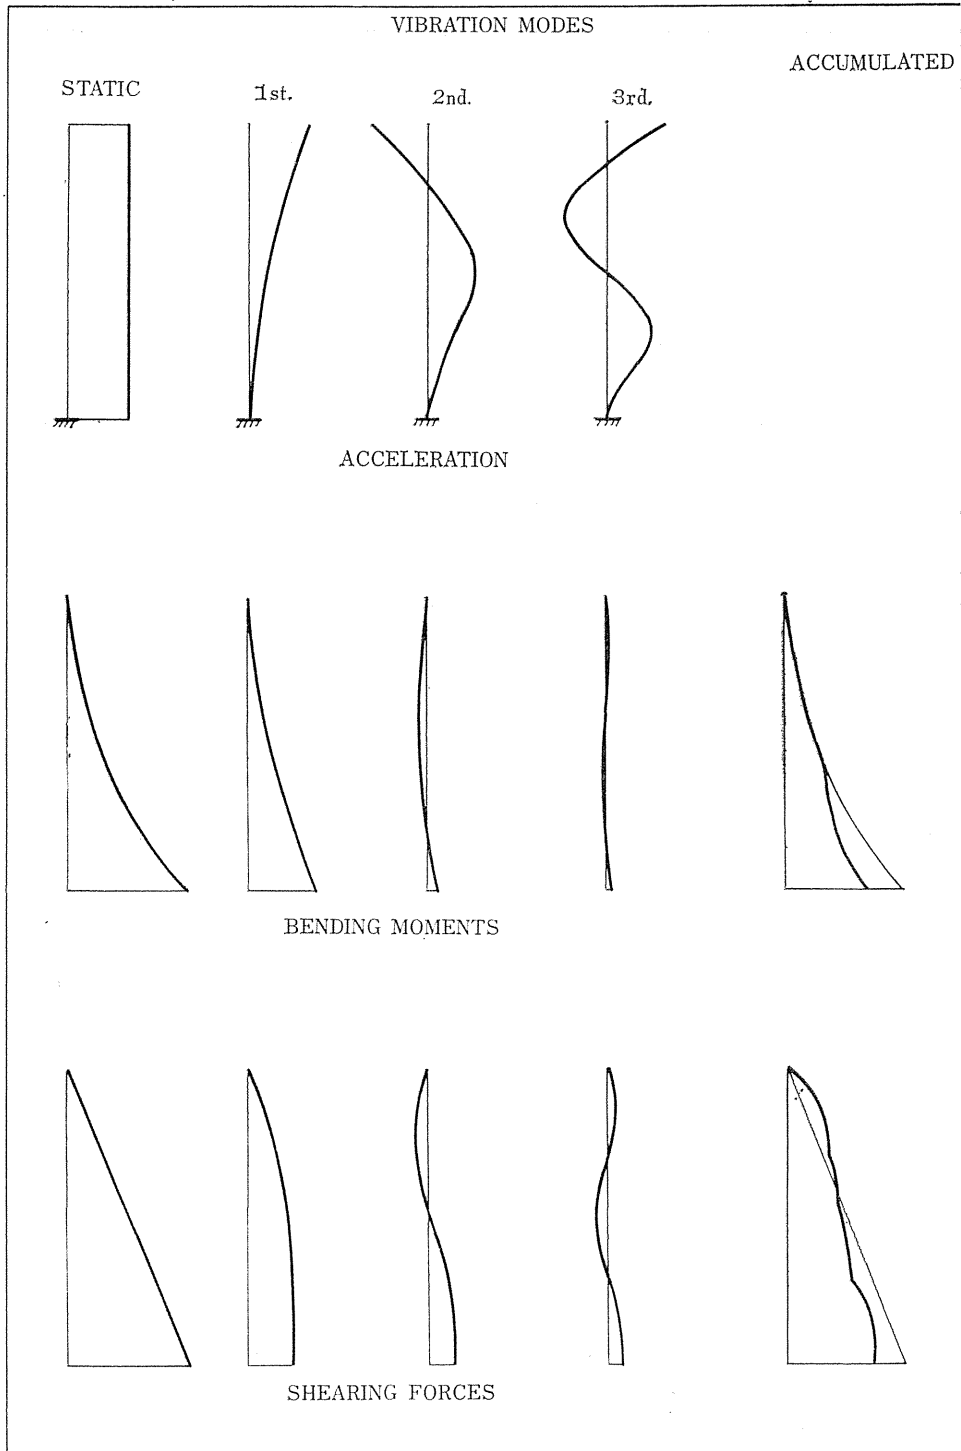 VIBRATION MODES
ACCUMULATED
STATIC
1st.
2nd.
3rd.
ACCELERATION
BENDING MOMENTS
SHEARING FORCES